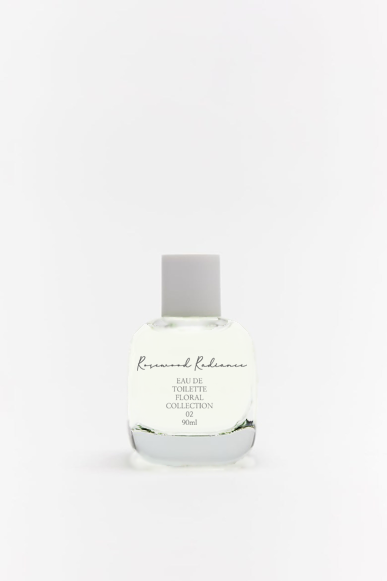 Rosewood Radiance
EAU DE
TOILETTE
FLORAL
COLLECTION
02
90ml